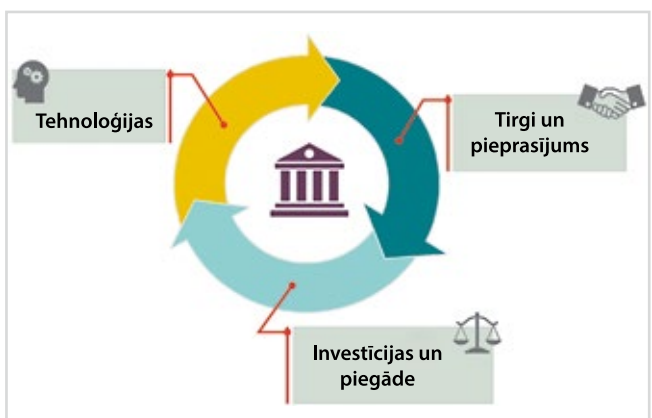 Tehnoloģijas
Tirgi un
pieprasījums
Investīcijas un
piegāde